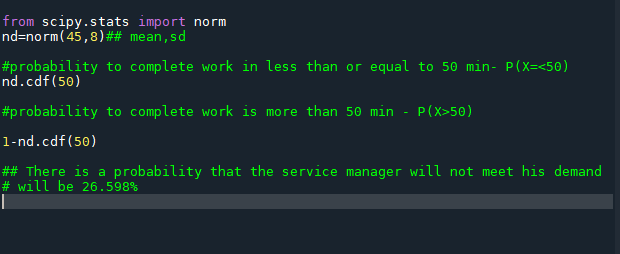 from scipy.stats import norm
nd=norm(45,8)## mean,sd
#probability to complete work in less than or equal to 50 min- P(X=<50)
nd.cdf(50)
#probability to complete work is more than 50 min - P(X>50)
1-nd.cdf(50)
## There is a probability that the service manager will not meet his demand
# will be 26.598%